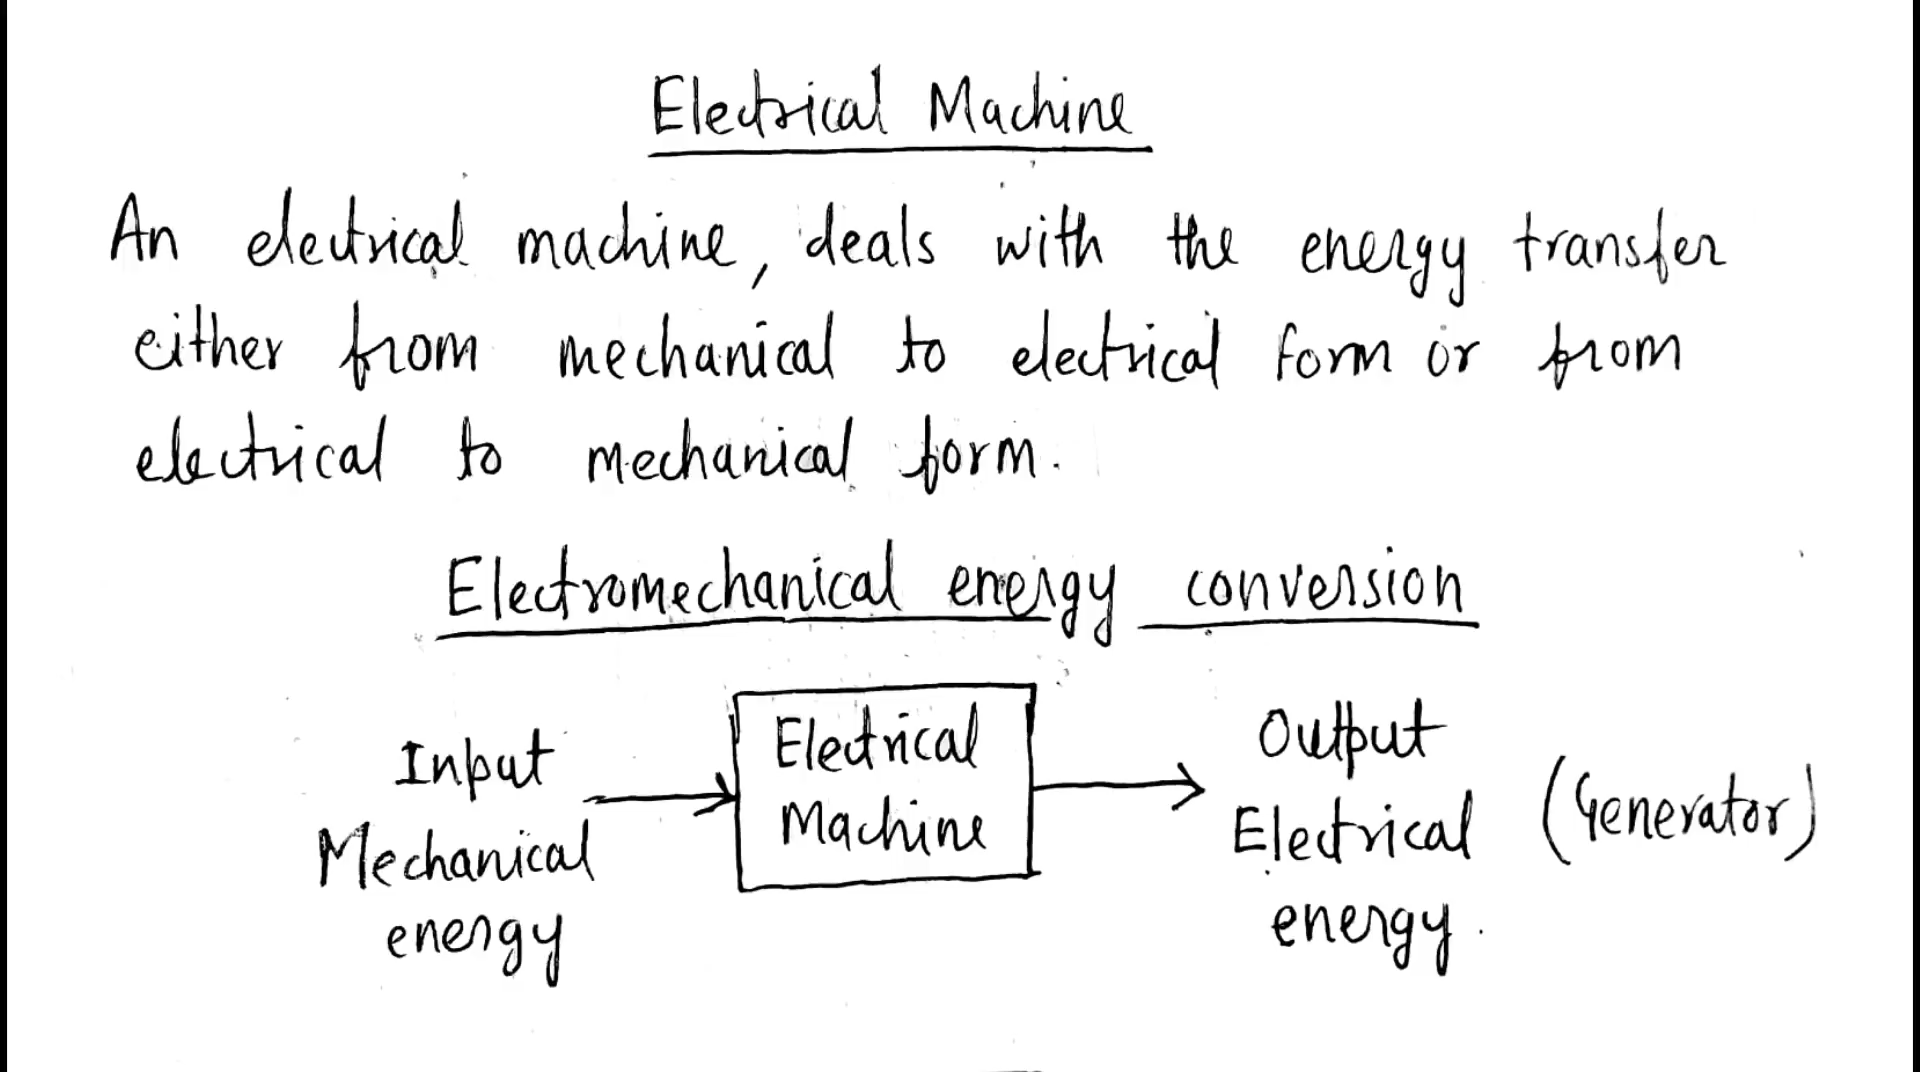 Electrical Machine
An electrical machine, deals with the energy transfer
either from mechanical to electrical form or from
electrical to mechanical form.
Electromechanical energy conversion
Input
Mechanical
energy
Electrical
Machine
Output
Electrical
energy.
(Generator)